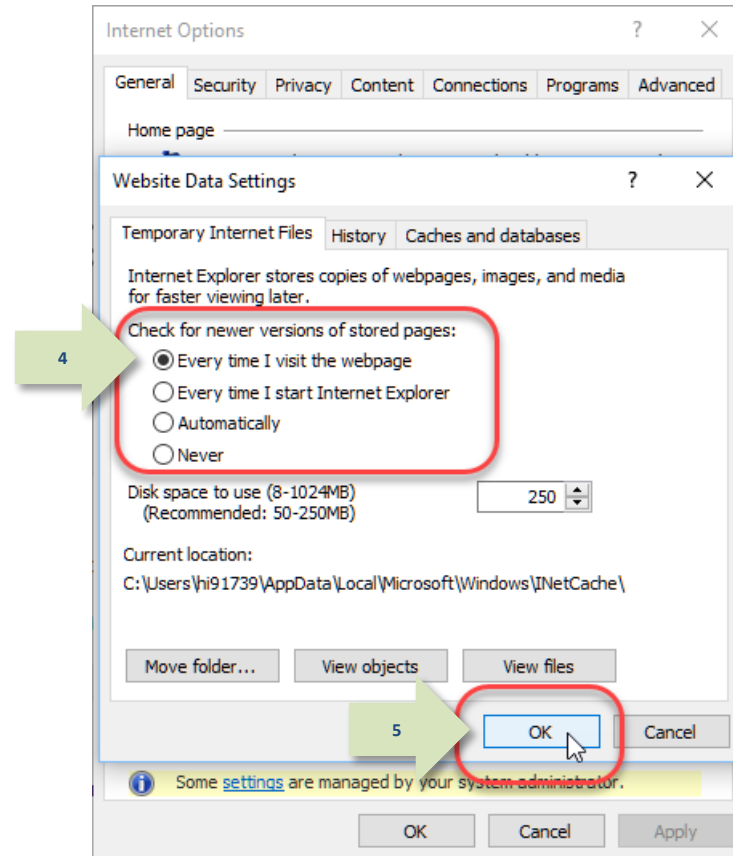 Internet Options ?
General Security Privacy Content Connections Programs Advanced
Home page
Website Data Settings ?
Temporary Internet Files History Caches and databases
Internet Explorer stores copies of webpages, images, and media
for faster viewing later.
Check for newer versions of stored pages:
4
Every time I visit the webpage
Every time I start Internet Explorer
Automatically
Never
Disk space to use (8-1024MB)
250
(Recommended: 50-250MB)
Current location:
C:\Users\hi91739\AppData\Local\Microsoft\Windows\INetCache\
Move folder... View objects View files
5
OK Cancel
Some settings are managed by your system administrator.
OK Cancel Apply